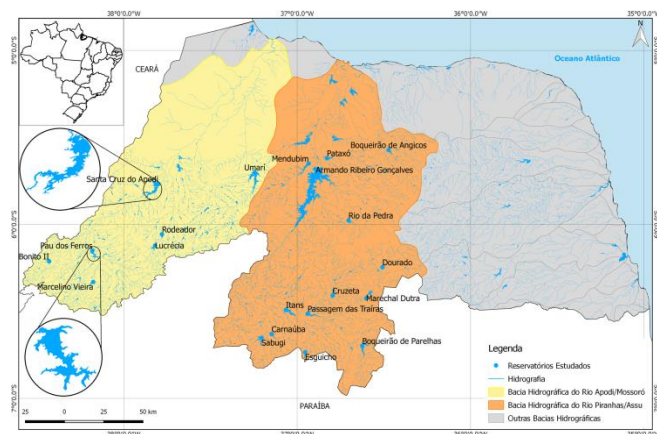 38°0'0.0"O 37°0'0.0"O 36°0'0.0"O 35°0'0.0"O
5°0'0.0"S
CEARÁ
Oceano Atlântico
Boqueirão de Angicos
Mendubim Pataxó
Umarí Armando Ribeiro Gonçalves
Santa Cruz do Apodi
Rio da Pedra
6°0'0.0"S
Rodeador
Pau dos Ferros Lucrécia
Bonito II
Dourado
Marcelino Vieira
Cruzeta
Marechal Dutra
Itans Passagem das Traíras
Carnaúba
Sabugi
Boqueirão de Parelhas
Esguicho
Legenda
Reservatórios Estudados
Hidrografia
Bacia Hidrográfica do Rio Apodi/Mossoró
Bacia Hidrográfica do Rio Piranhas/Assu
Outras Bacias Hidrográficas
7°0'0.0"S
PARAÍBA
25 0 25 50 km